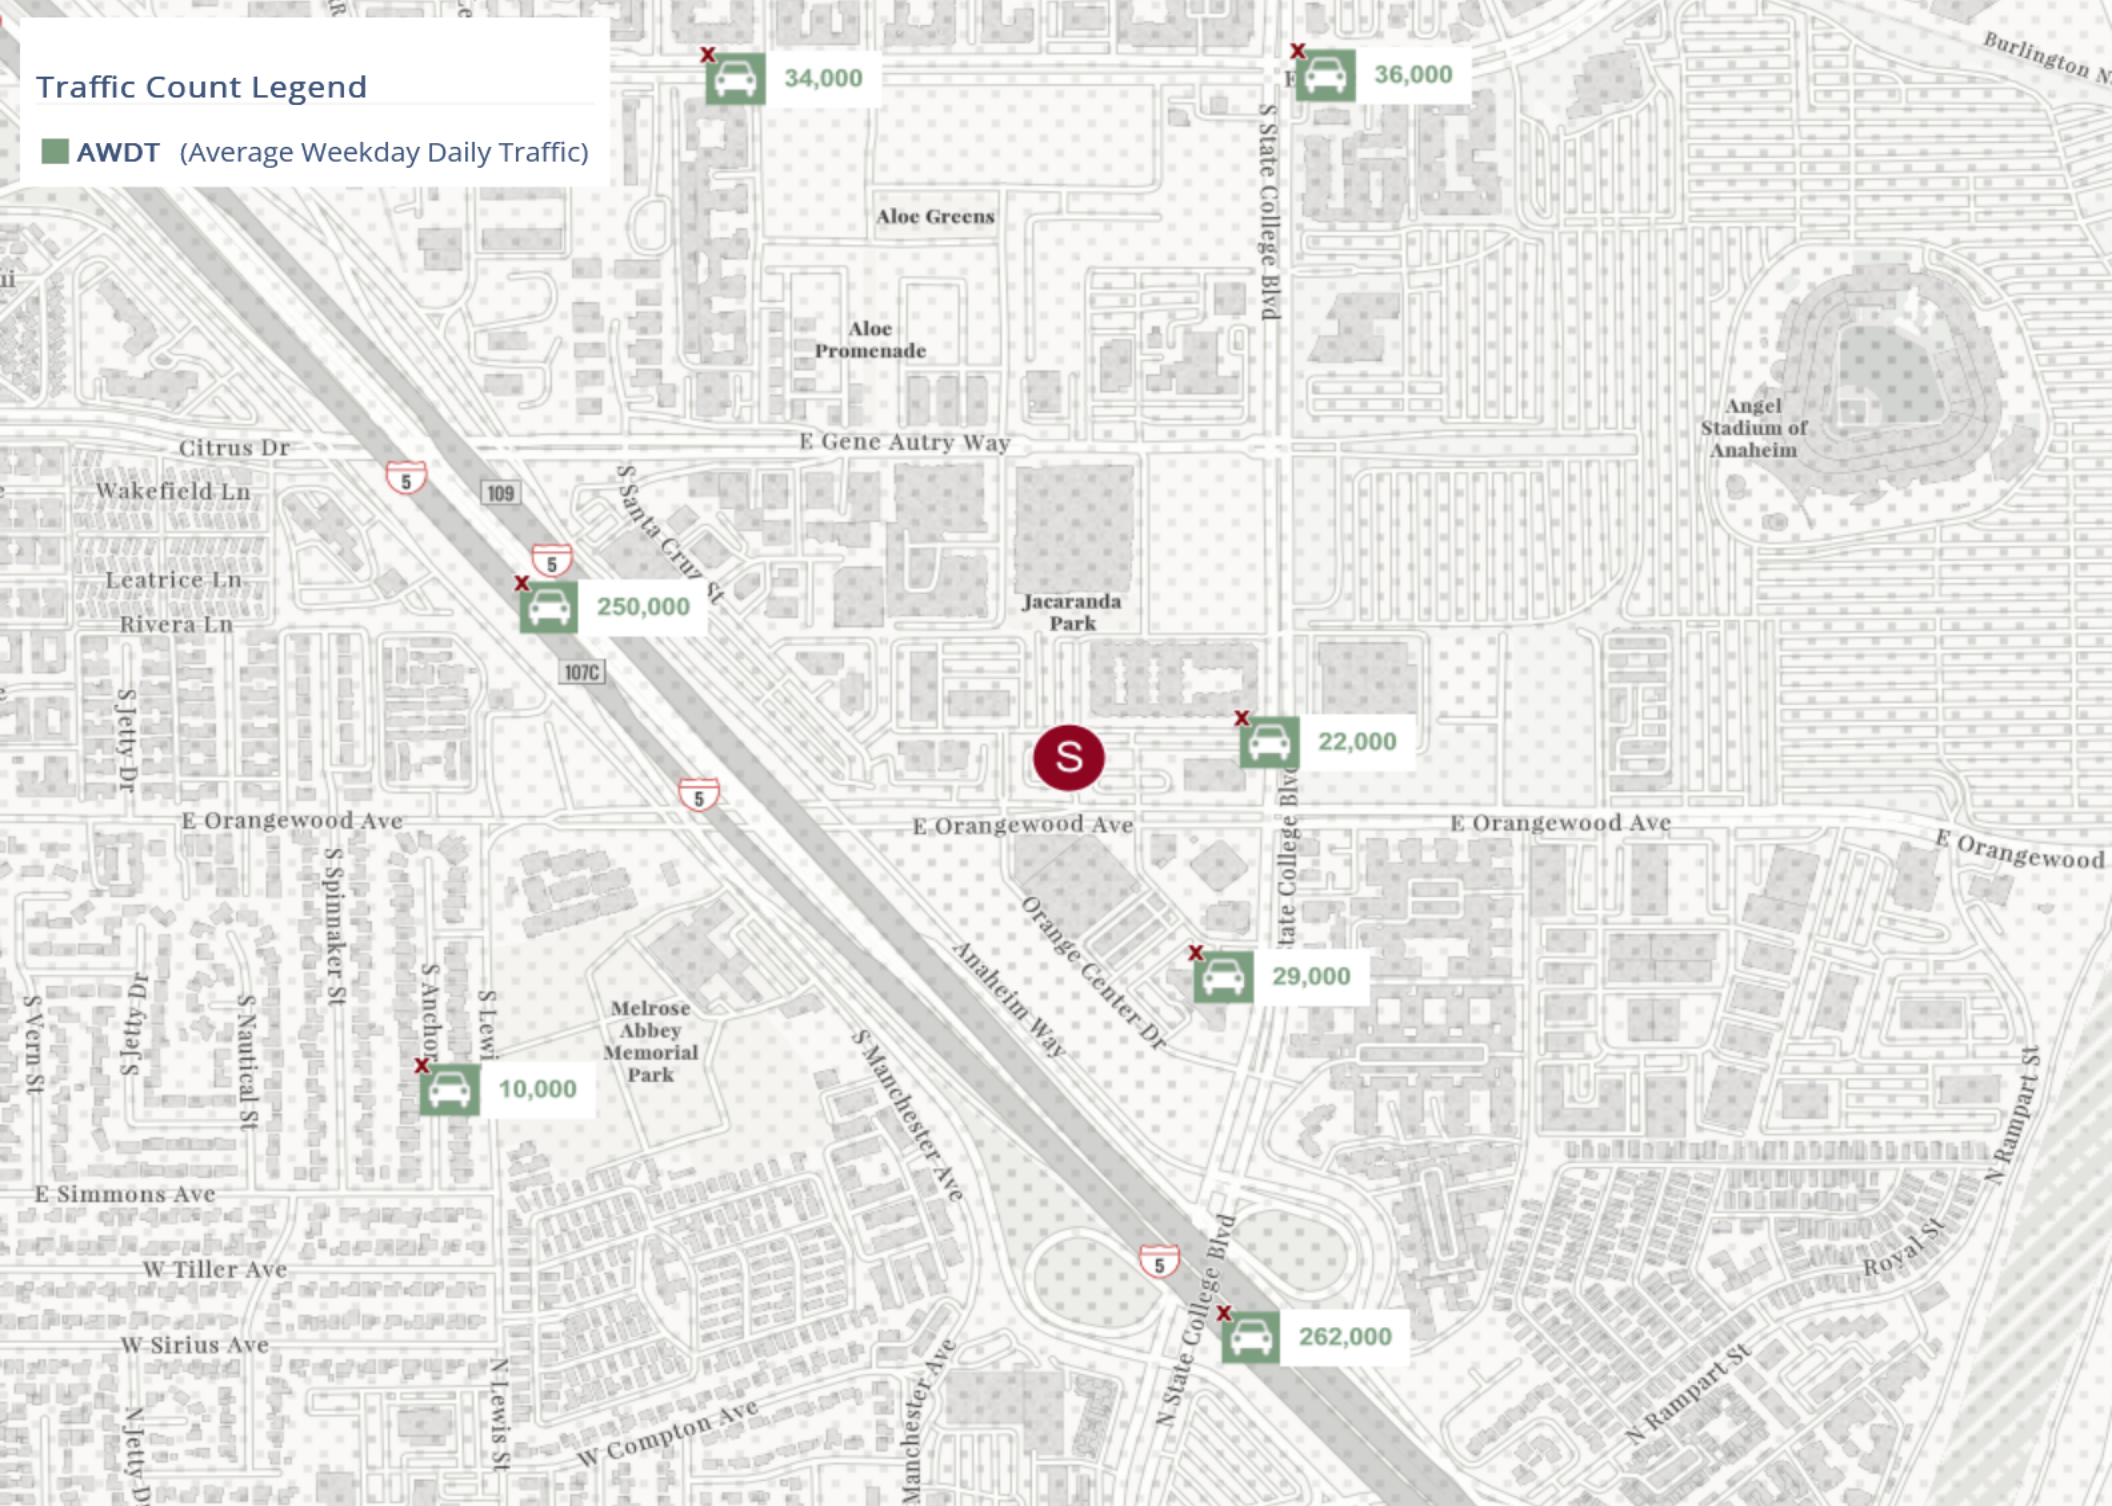 Traffic Count Legend
AWDT (Average Weekday Daily Traffic)
34,000
36,000
Burlington N
S State College Blvd
Aloe Greens
Aloe
Promenade
Angel
Stadium of
Anaheim
Citrus Dr
E Gene Autry Way
Wakefield Ln
5
109
S Santa Cruz St
5
Leatrice Ln
250,000
Jacaranda
Park
Rivera Ln
107C
S Jetty Dr
22,000
S
5
E Orangewood Ave
E Orangewood Ave
E Orangewood Ave
E Orangewood
State College Blvd
S Spinnaker St
Orange Center Dr
Anaheim Way
29,000
S Vern St
S Jetty Dr
S Nautical St
S Anchor
S Lewi
Melrose
Abbey
Memorial
Park
S Manchester Ave
10,000
N Rampart St
E Simmons Ave
Royal St
W Tiller Ave
5
N State College Blvd
262,000
W Sirius Ave
N Lewis St
N Jetty D
W Compton Ave
Manchester Ave
N State College Blvd
N Rampart St